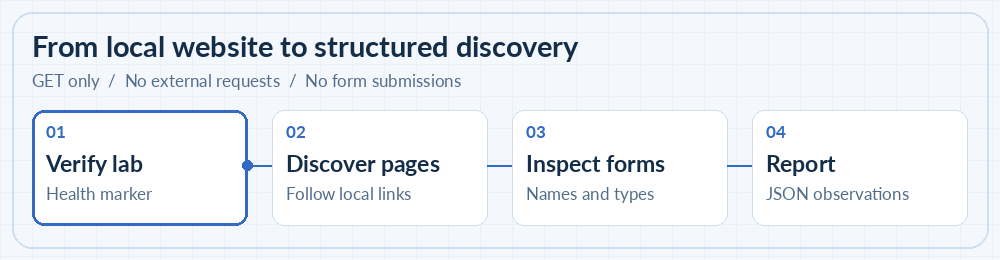 From local website to structured discovery
GET only / No external requests / No form submissions
01
Verify lab
Health marker
02
Discover pages
Follow local links
03
Inspect forms
Names and types
04
Report
JSON observations